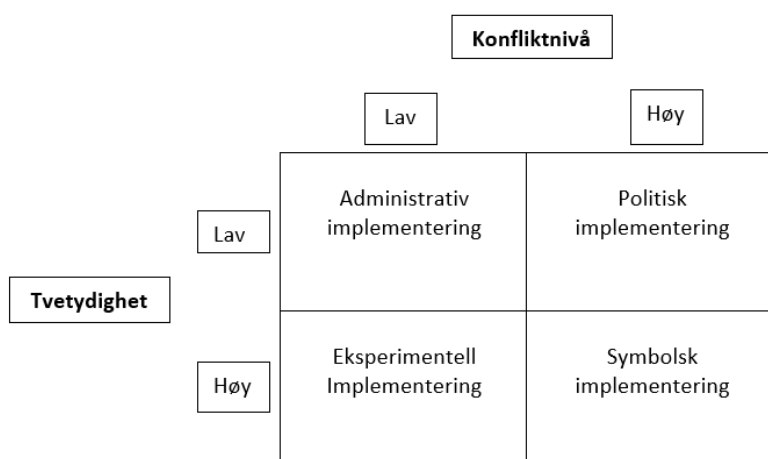 Konfliktnivå
Lav
Høy
Administrativ
implementering
Politisk
implementering
Lav
Tvetydighet
Eksperimentell
Implementering
Symbolsk
implementering
Høy